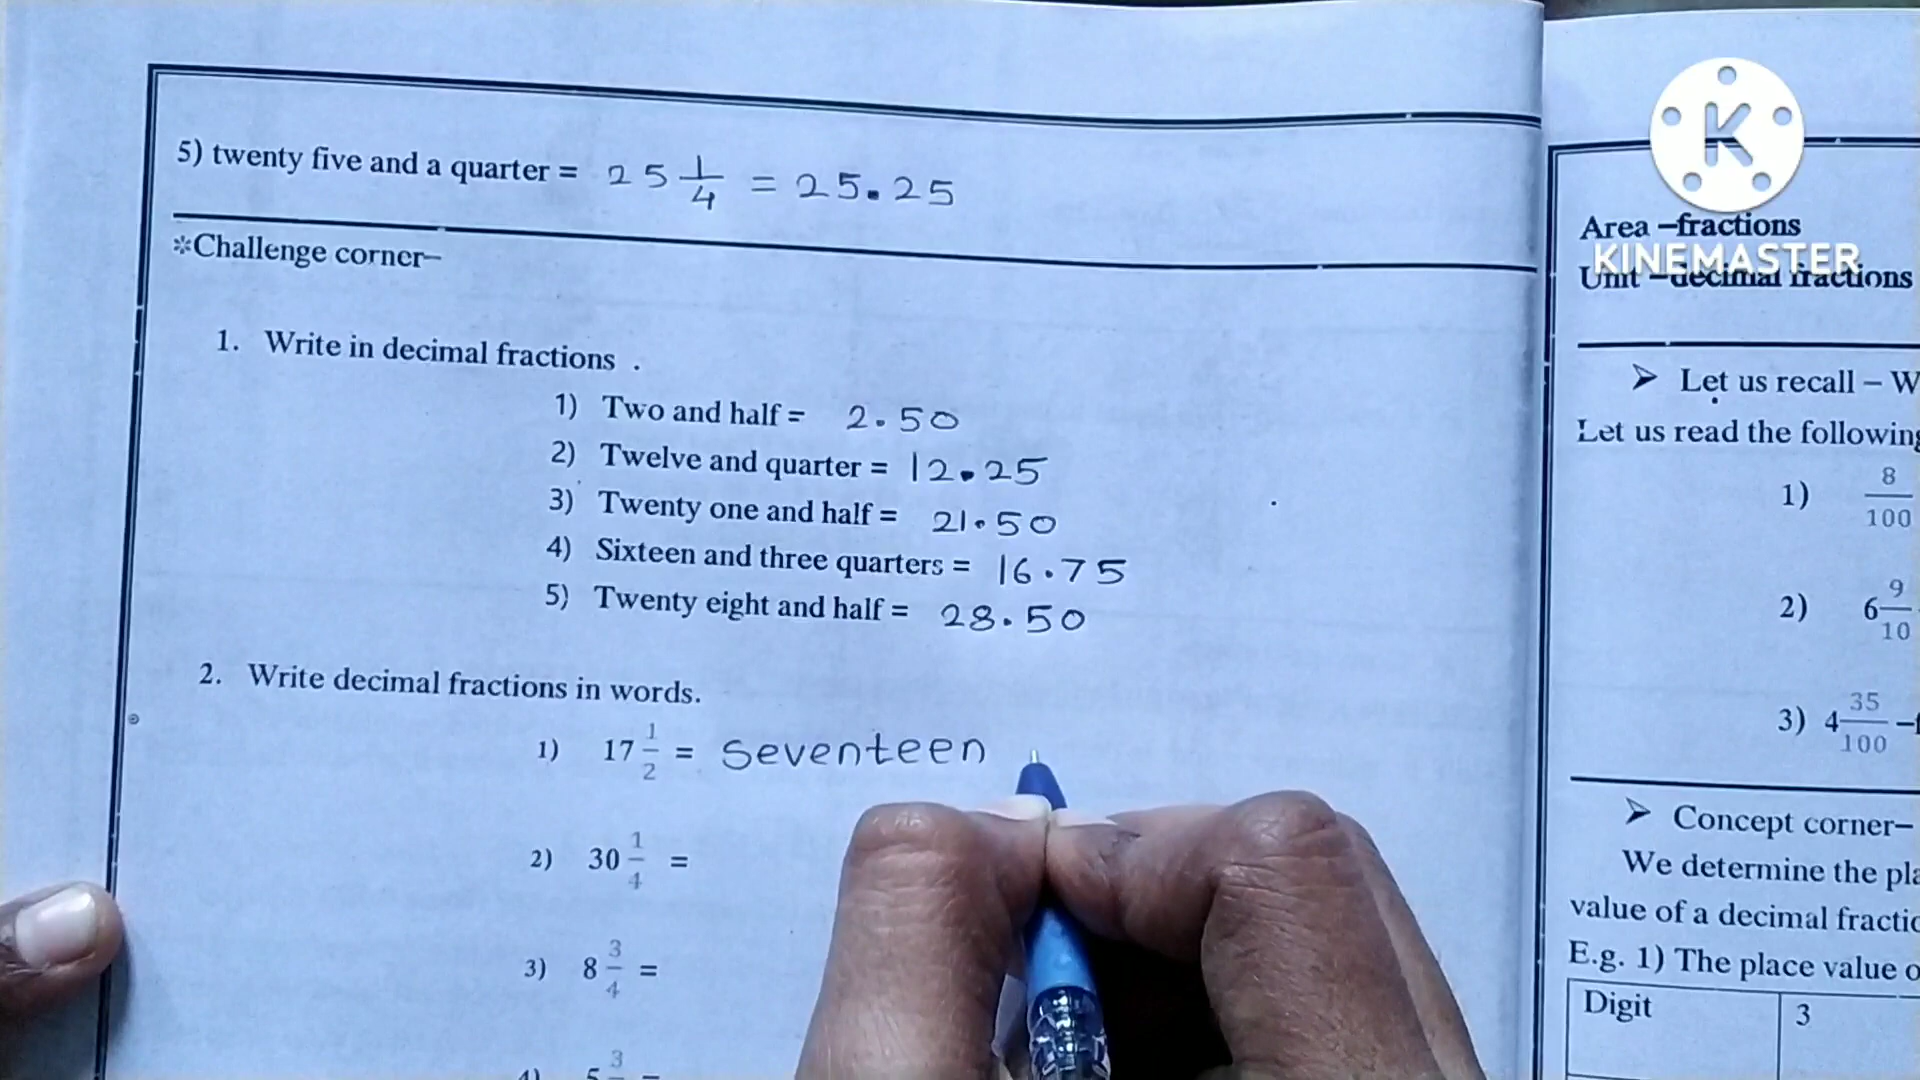 5) twenty five and a quarter = 25 1/4 = 25.25
*Challenge corner–
1. Write in decimal fractions .
1) Two and half = 2.50
2) Twelve and quarter = 12.25
3) Twenty one and half = 21.50
4) Sixteen and three quarters = 16.75
5) Twenty eight and half = 28.50
2. Write decimal fractions in words.
1) 17 1/2 = seventeen
2) 30 1/4 =
3) 8 3/4 =
K
KINEMASTER
Area –fractions
Unit –decimal fractions
➢ Let us recall – W
Let us read the following
1) 8/100
2) 6 9/10
3) 4 35/100 –
➢ Concept corner–
We determine the pla
value of a decimal fractio
E.g. 1) The place value o
Digit 3